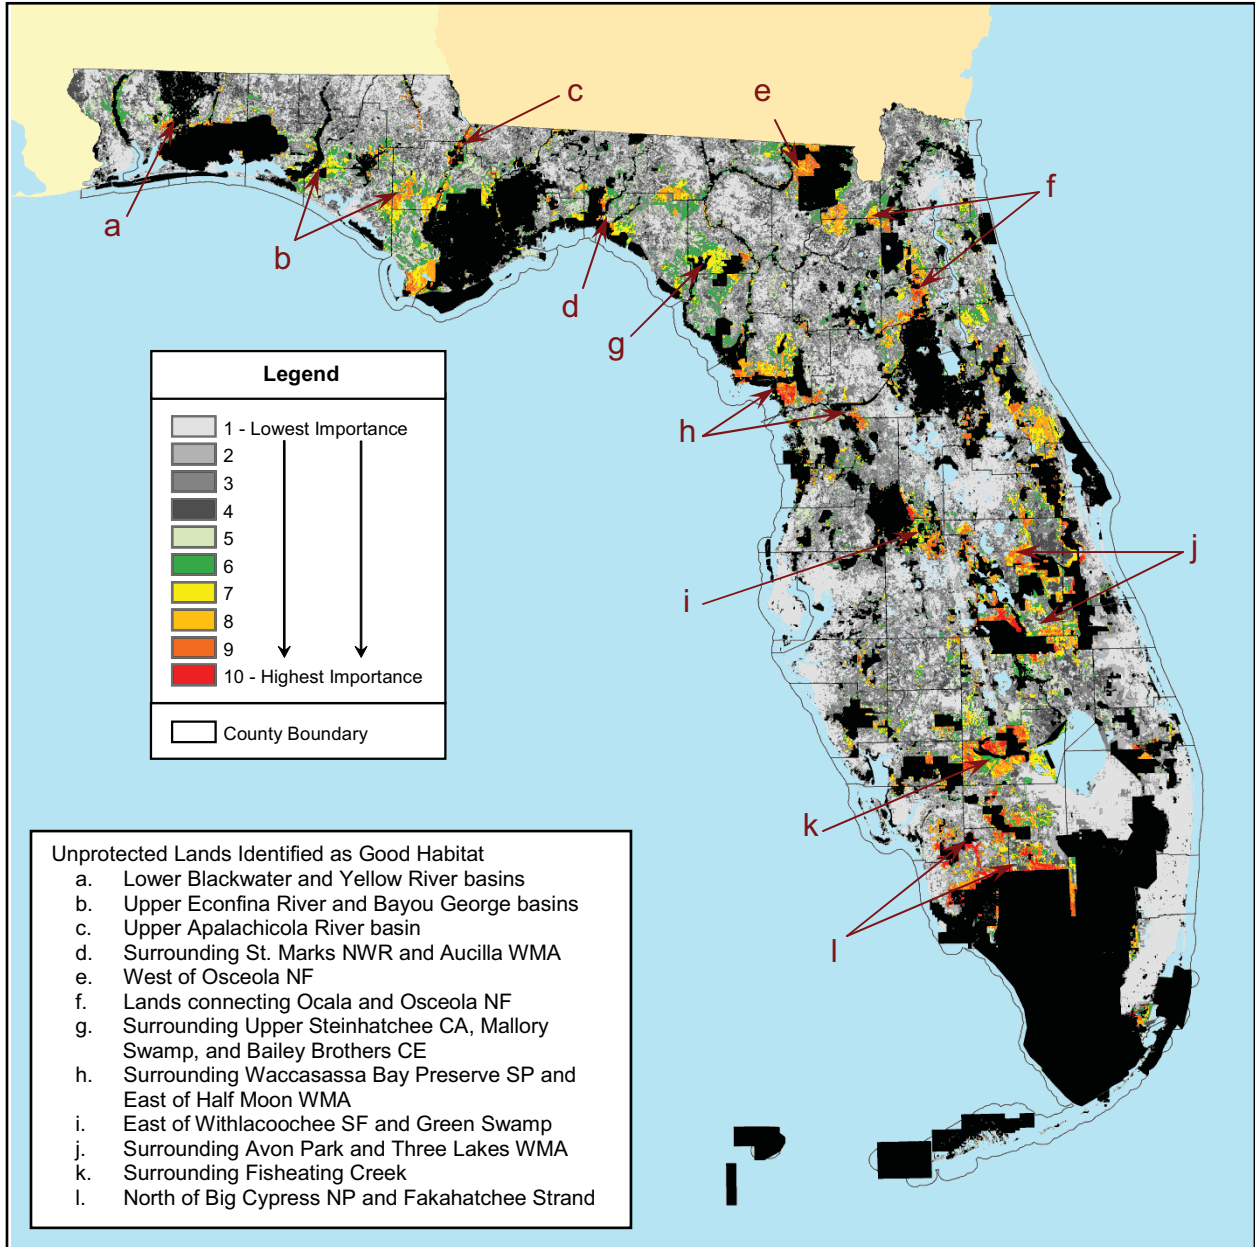 c
e
f
a
b
d
g
h
i
j
k
l
Legend
1 - Lowest Importance
2
3
4
5
6
7
8
9
10 - Highest Importance
County Boundary
Unprotected Lands Identified as Good Habitat
a. Lower Blackwater and Yellow River basins
b. Upper Econfina River and Bayou George basins
c. Upper Apalachicola River basin
d. Surrounding St. Marks NWR and Aucilla WMA
e. West of Osceola NF
f. Lands connecting Ocala and Osceola NF
g. Surrounding Upper Steinhatchee CA, Mallory
Swamp, and Bailey Brothers CE
h. Surrounding Waccasassa Bay Preserve SP and
East of Half Moon WMA
i. East of Withlacoochee SF and Green Swamp
j. Surrounding Avon Park and Three Lakes WMA
k. Surrounding Fisheating Creek
l. North of Big Cypress NP and Fakahatchee Strand